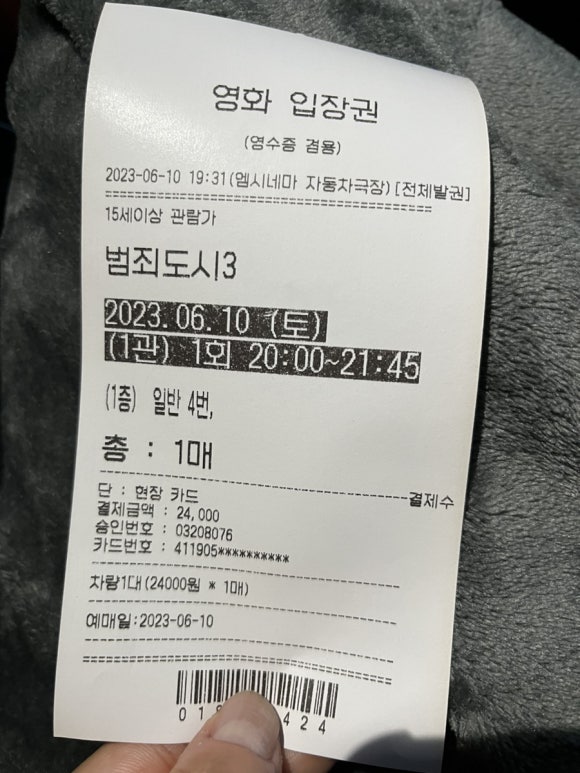 영화 입장권
(영수증 겸용)
2023-06-10 19:31(엠시네마 자동차극장)[전체발권]
15세이상 관람가
범죄도시3
2023.06.10 (토)
(1관) 1회 20:00~21:45
(1층) 일반 4번,
총 : 1매
결제수
단 : 현장 카드
결제금액 : 24,000
승인번호 : 03208076
카드번호 : 411905**********
차량1대(24000원 * 1매)
예매일:2023-06-10